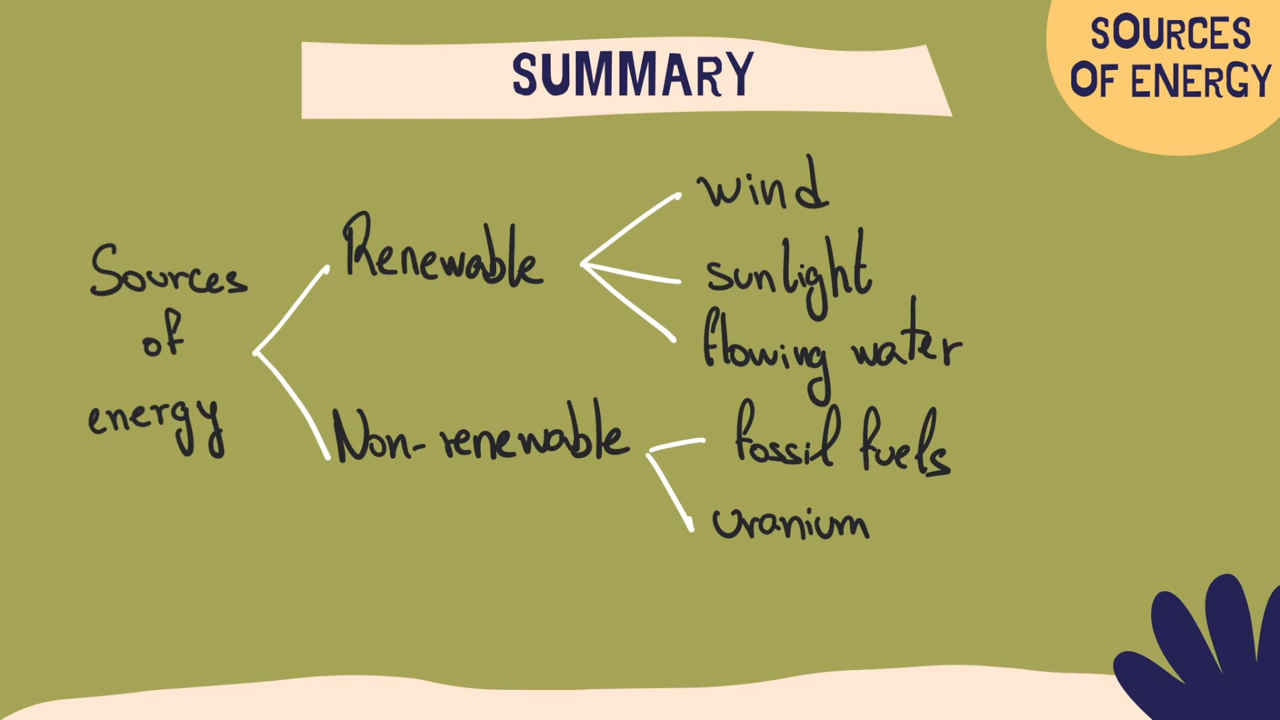 SUMMARY
SOURCES
OF ENERGY
Sources
of
energy
Renewable
wind
sunlight
flowing water
Non-renewable
fossil fuels
uranium